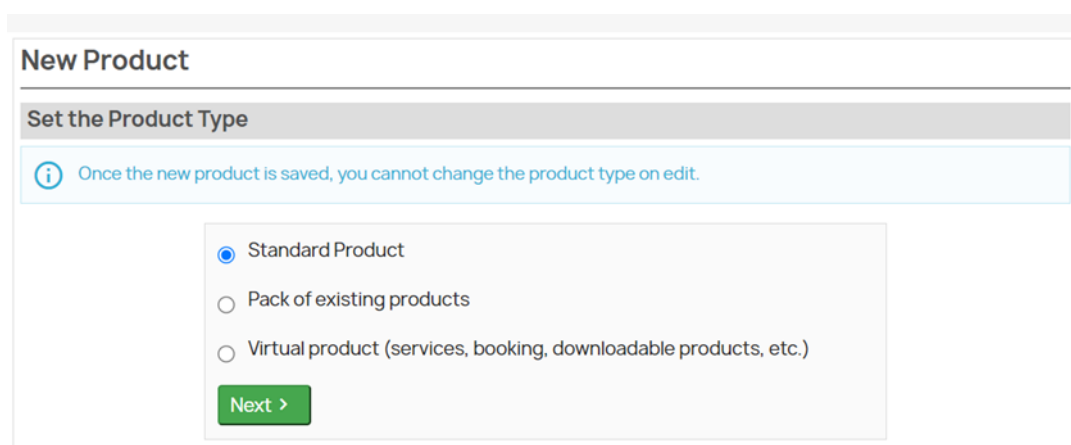 New Product
Set the Product Type
Once the new product is saved, you cannot change the product type on edit.
Standard Product
Pack of existing products
Virtual product (services, booking, downloadable products, etc.)
Next >